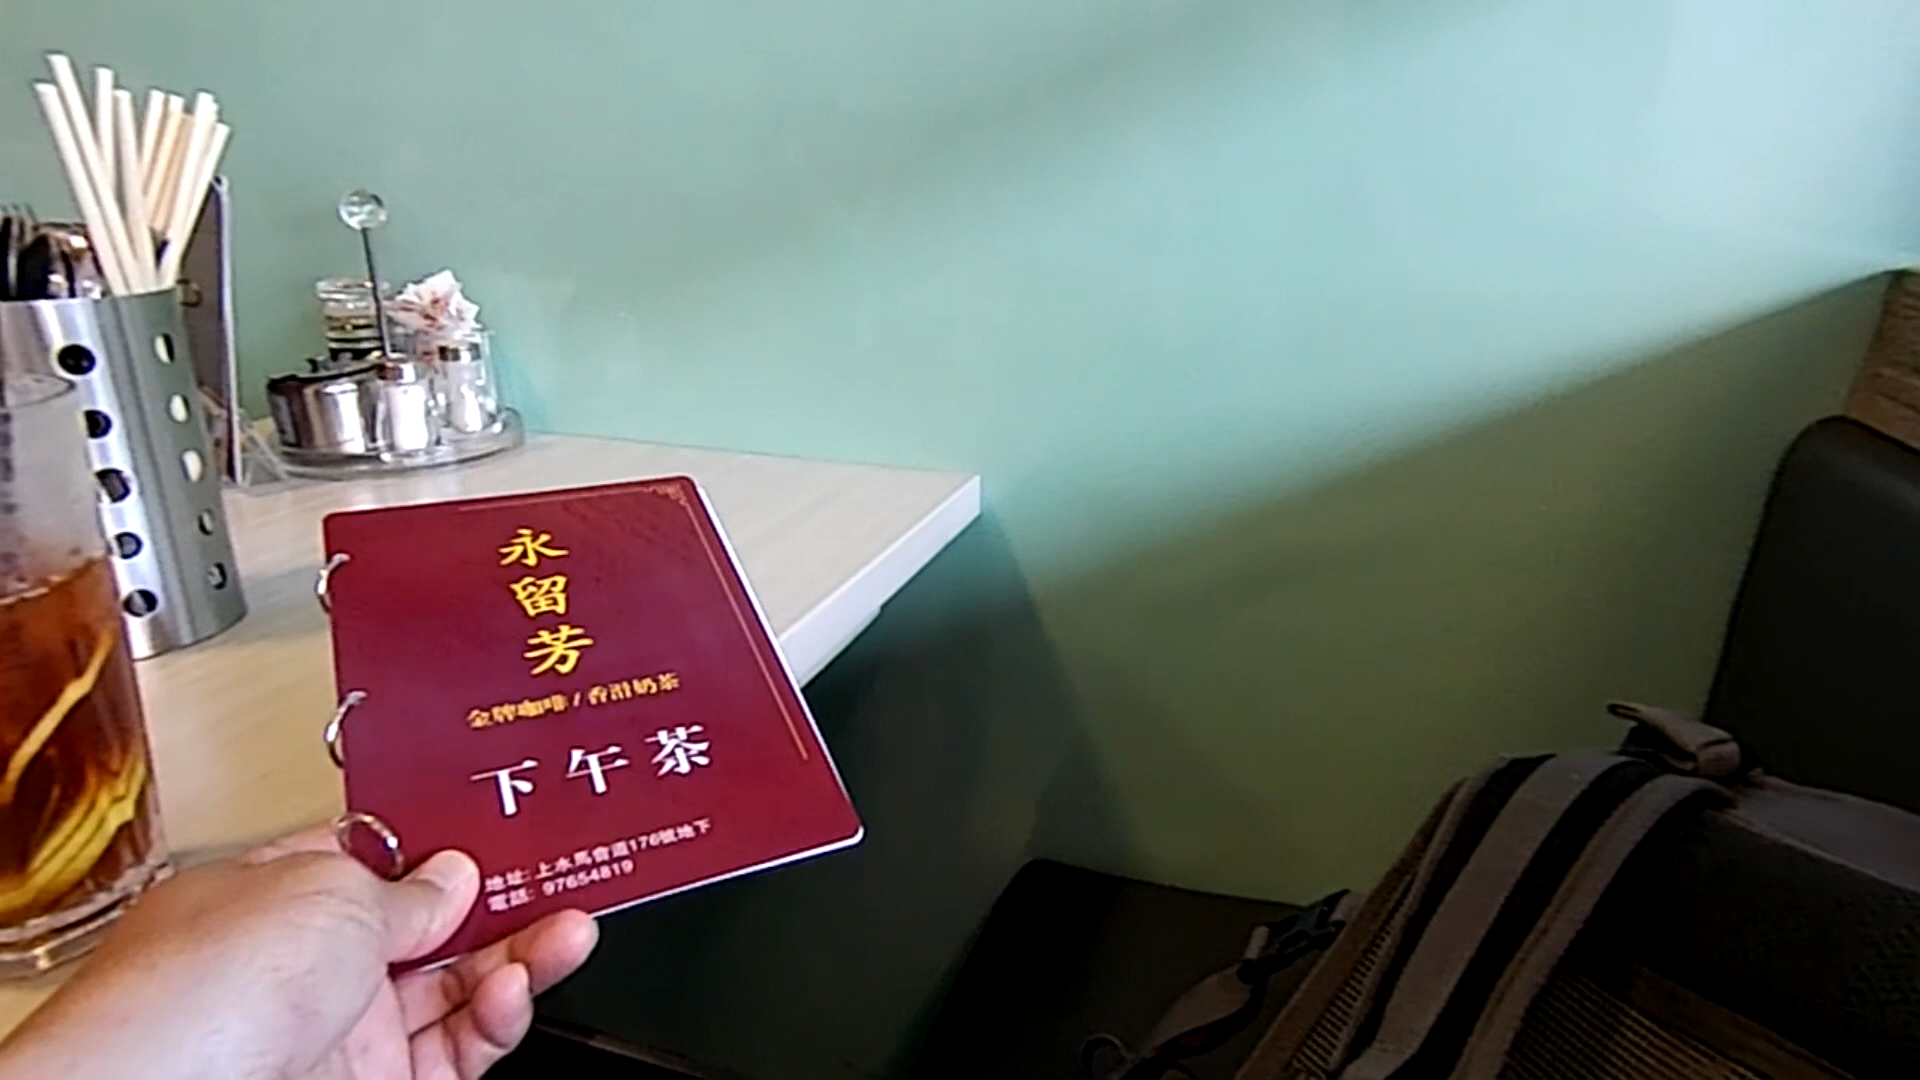 永留芳
金牌咖啡 / 香滑奶茶
下午茶
地址: 上水馬會道176號地下
電話: 97654819